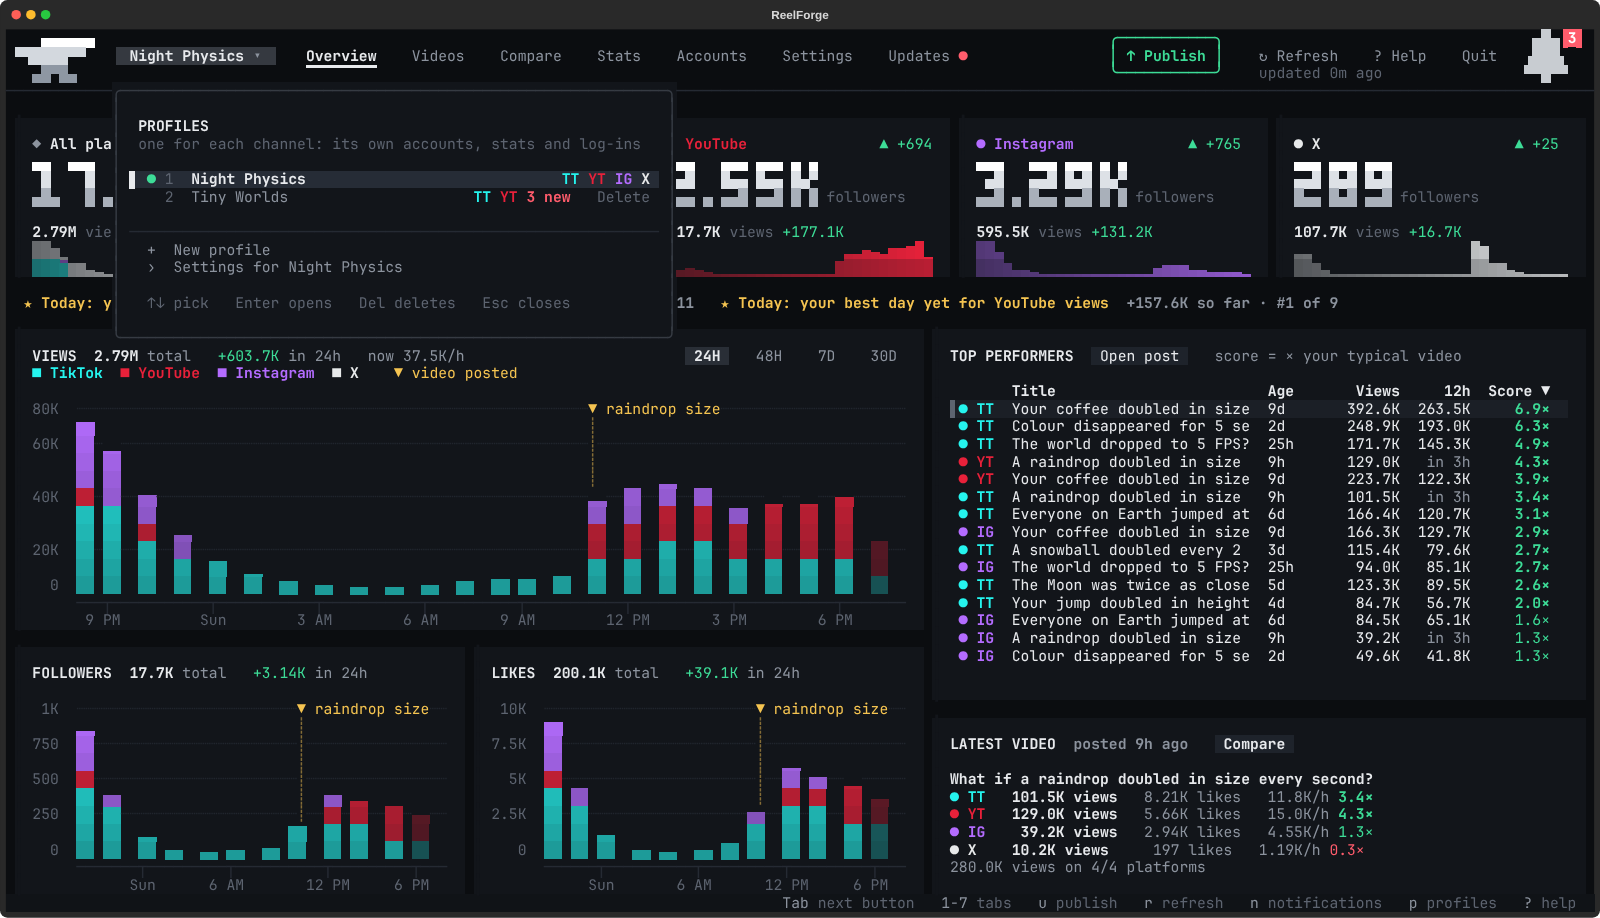 ReelForge
Night Physics ▾ Overview Videos Compare Stats Accounts Settings Updates ● ↑ Publish ↻ Refresh ? Help Quit 3
updated 0m ago
PROFILES
one for each channel: its own accounts, stats and log-ins
● 1 Night Physics TT YT IG X
2 Tiny Worlds TT YT 3 new Delete
+ New profile
› Settings for Night Physics
↑↓ pick Enter opens Del deletes Esc closes
◆ All pla
17.
2.79M vie
YouTube ▲ +694
.55K followers
17.7K views +177.1K
● Instagram ▲ +765
3.29K followers
595.5K views +131.2K
● X ▲ +25
289 followers
107.7K views +16.7K
★ Today: y
11 ★ Today: your best day yet for YouTube views +157.6K so far · #1 of 9
VIEWS 2.79M total +603.7K in 24h now 37.5K/h 24H 48H 7D 30D
■ TikTok ■ YouTube ■ Instagram ■ X ▼ video posted
80K ▼ raindrop size
60K
40K
20K
0
9 PM Sun 3 AM 6 AM 9 AM 12 PM 3 PM 6 PM
FOLLOWERS 17.7K total +3.14K in 24h
1K ▼ raindrop size
750
500
250
0
Sun 6 AM 12 PM 6 PM
LIKES 200.1K total +39.1K in 24h
10K ▼ raindrop size
7.5K
5K
2.5K
0
Sun 6 AM 12 PM 6 PM
TOP PERFORMERS Open post score = × your typical video
Title Age Views 12h Score ▼
● TT Your coffee doubled in size 9d 392.6K 263.5K 6.9×
● TT Colour disappeared for 5 se 2d 248.9K 193.0K 6.3×
● TT The world dropped to 5 FPS? 25h 171.7K 145.3K 4.9×
● YT A raindrop doubled in size 9h 129.0K in 3h 4.3×
● YT Your coffee doubled in size 9d 223.7K 122.3K 3.9×
● TT A raindrop doubled in size 9h 101.5K in 3h 3.4×
● TT Everyone on Earth jumped at 6d 166.4K 120.7K 3.1×
● IG Your coffee doubled in size 9d 166.3K 129.7K 2.9×
● TT A snowball doubled every 2 3d 115.4K 79.6K 2.7×
● IG The world dropped to 5 FPS? 25h 94.0K 85.1K 2.7×
● TT The Moon was twice as close 5d 123.3K 89.5K 2.6×
● TT Your jump doubled in height 4d 84.7K 56.7K 2.0×
● IG Everyone on Earth jumped at 6d 84.5K 65.1K 1.6×
● IG A raindrop doubled in size 9h 39.2K in 3h 1.3×
● IG Colour disappeared for 5 se 2d 49.6K 41.8K 1.3×
LATEST VIDEO posted 9h ago Compare
What if a raindrop doubled in size every second?
● TT 101.5K views 8.21K likes 11.8K/h 3.4×
● YT 129.0K views 5.66K likes 15.0K/h 4.3×
● IG 39.2K views 2.94K likes 4.55K/h 1.3×
● X 10.2K views 197 likes 1.19K/h 0.3×
280.0K views on 4/4 platforms
Tab next button 1-7 tabs u publish r refresh n notifications p profiles ? help